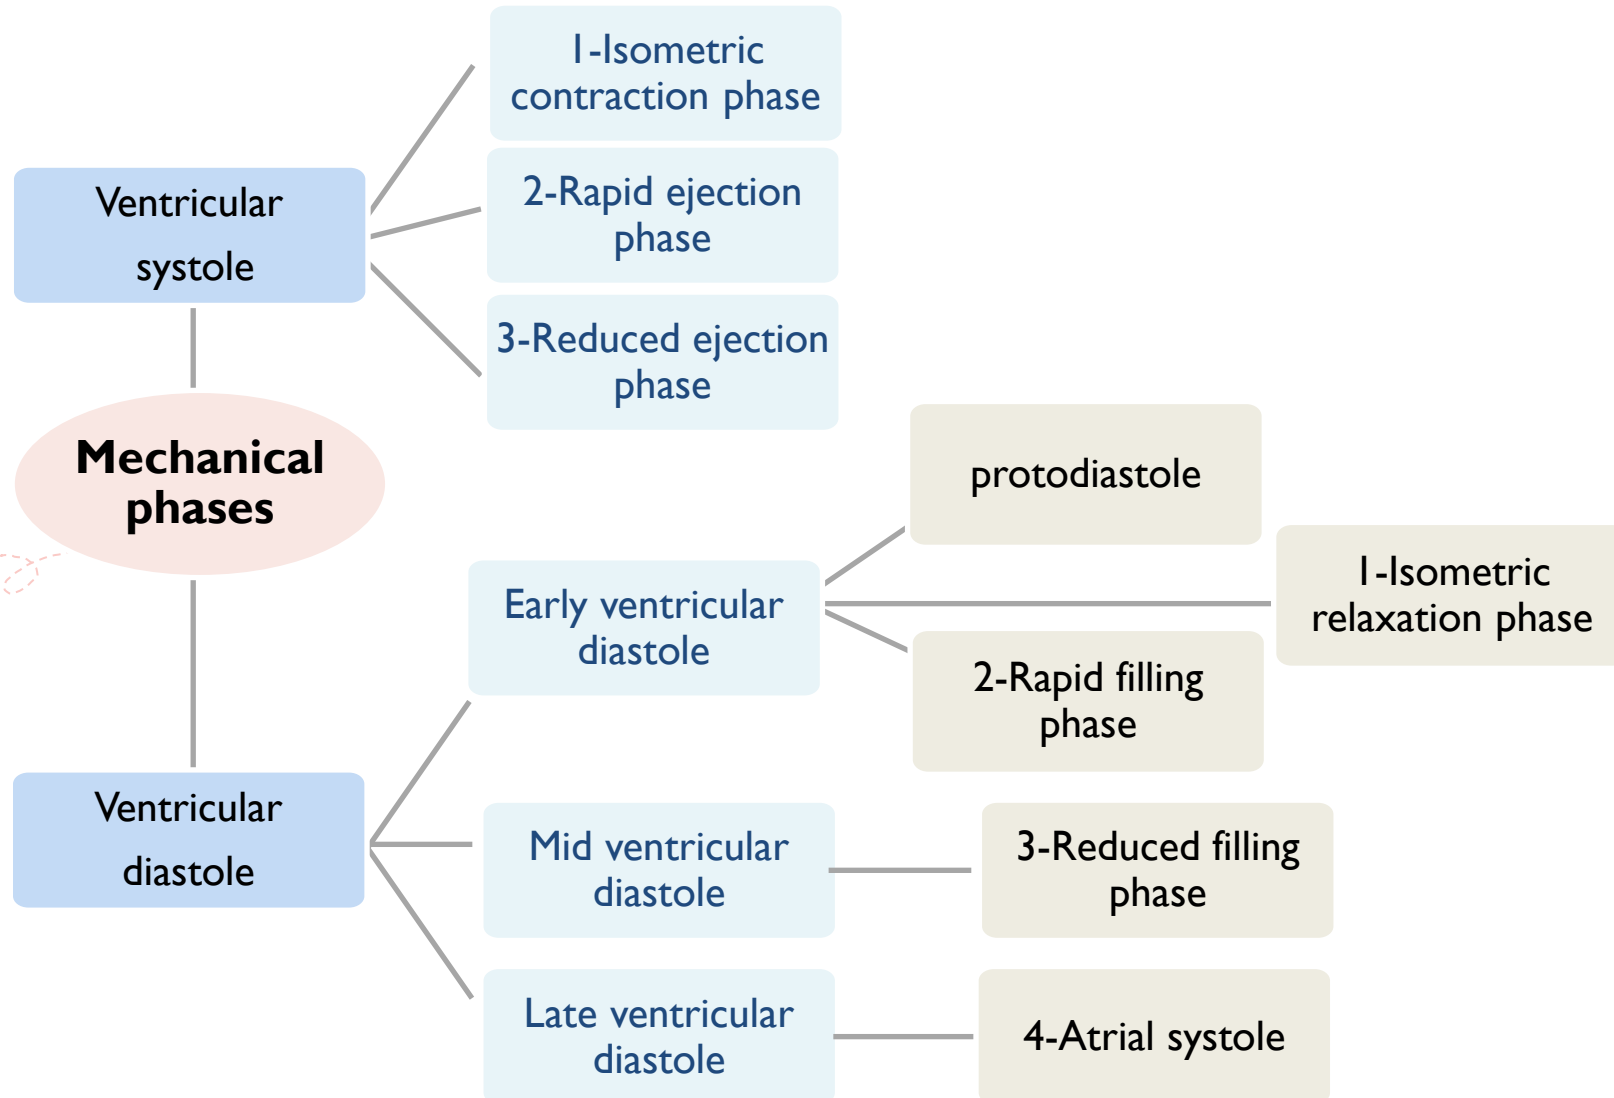 1-Isometric
contraction phase
Ventricular
systole
2-Rapid ejection
phase
3-Reduced ejection
phase
Mechanical
phases
protodiastole
Early ventricular
diastole
1-Isometric
relaxation phase
2-Rapid filling
phase
Ventricular
diastole
Mid ventricular
diastole
3-Reduced filling
phase
Late ventricular
diastole
4-Atrial systole